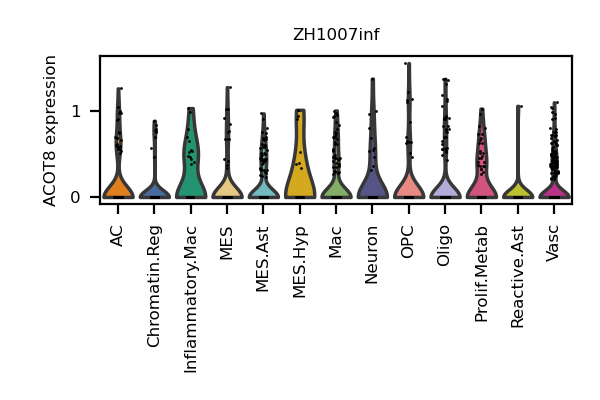 ZH1007inf
ACOT8 expression
1
0
AC
Chromatin.Reg
Inflammatory.Mac
MES
MES.Ast
MES.Hyp
Mac
Neuron
OPC
Oligo
Prolif.Metab
Reactive.Ast
Vasc